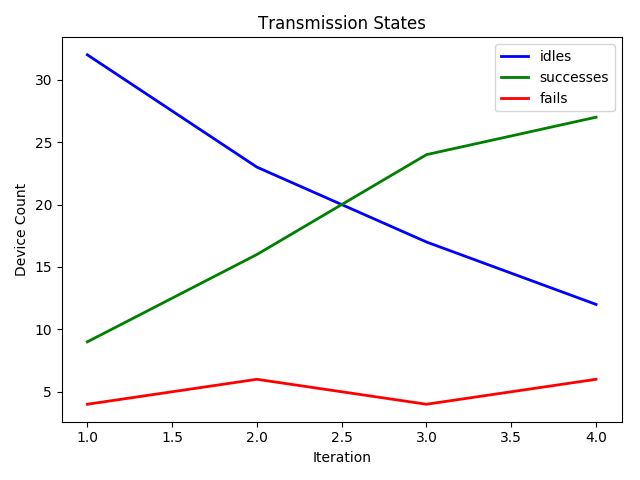 Transmission States
idles
successes
fails
Device Count
30
25
20
15
10
5
1.0 1.5 2.0 2.5 3.0 3.5 4.0
Iteration